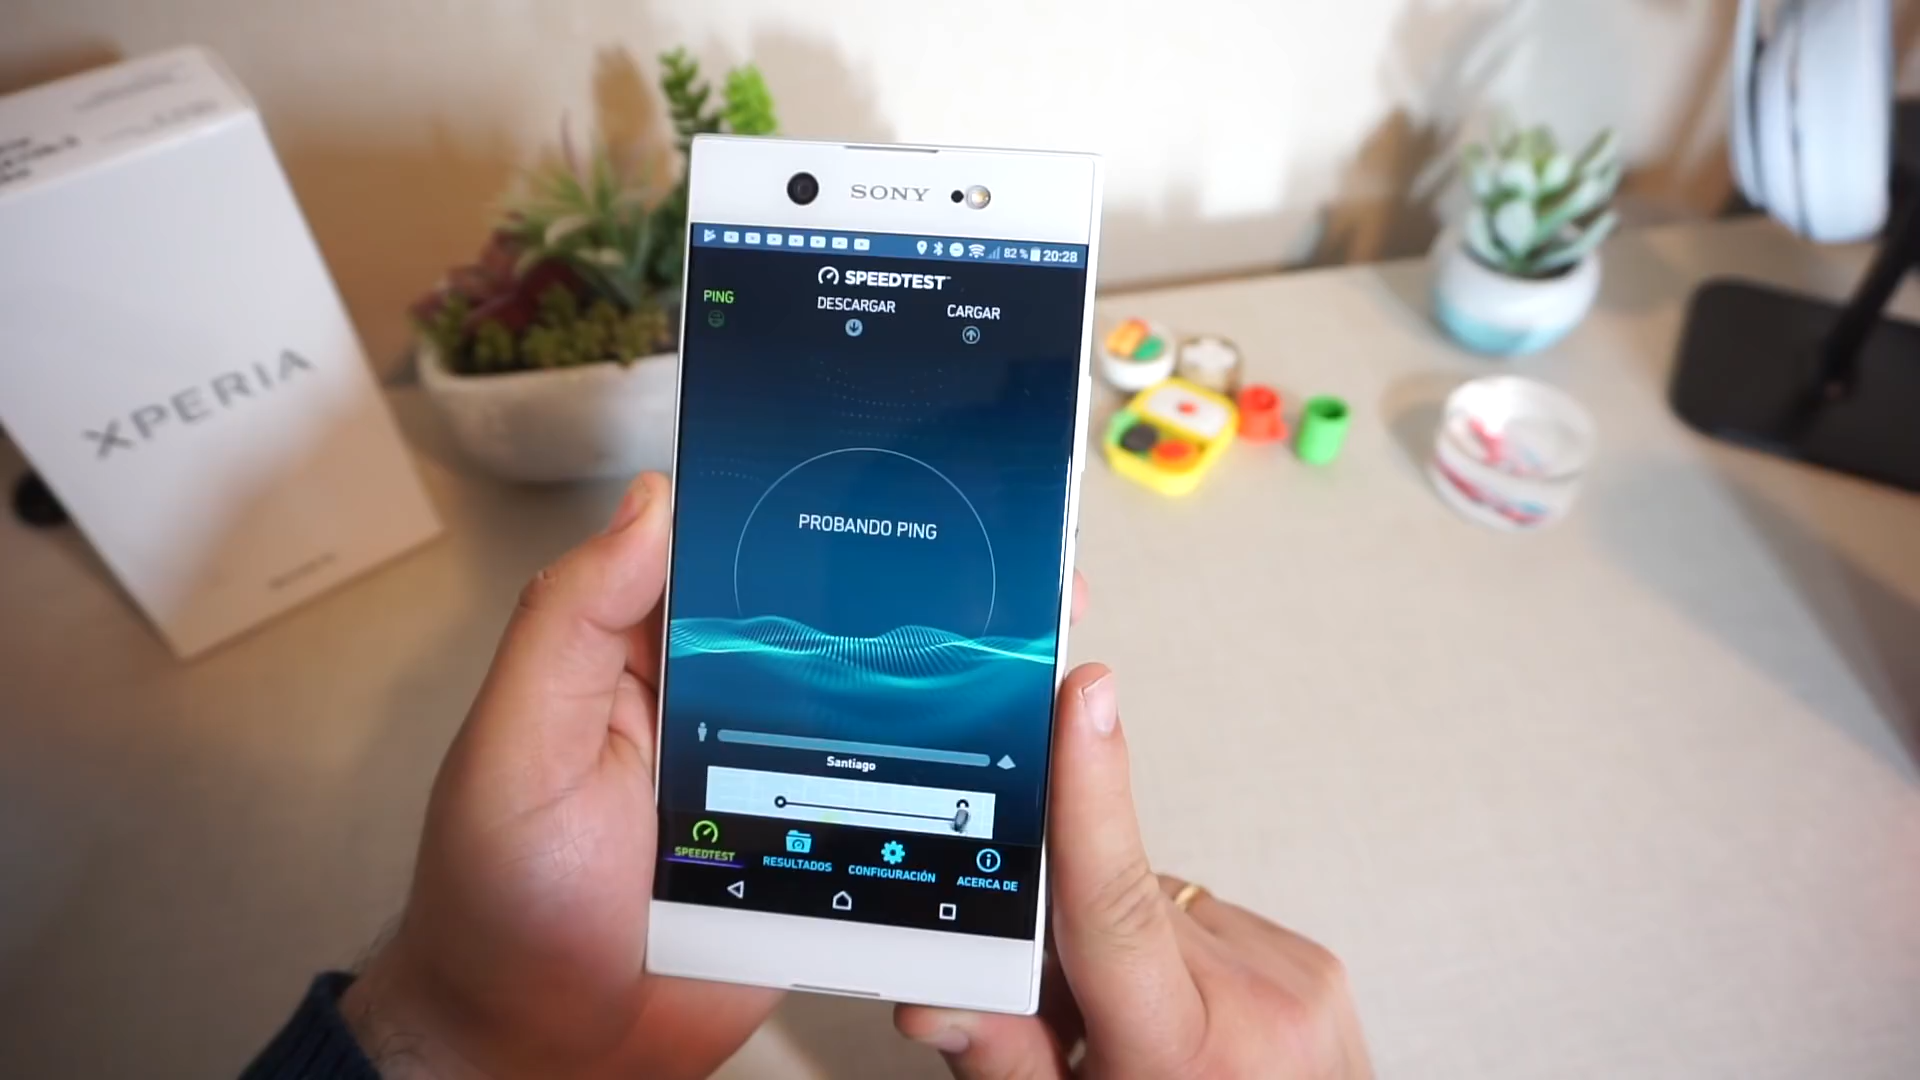 XPERIA
SONY
82 % 20:28
SPEEDTEST
PING
DESCARGAR
CARGAR
PROBANDO PING
Santiago
SPEEDTEST
RESULTADOS
CONFIGURACIÓN
ACERCA DE